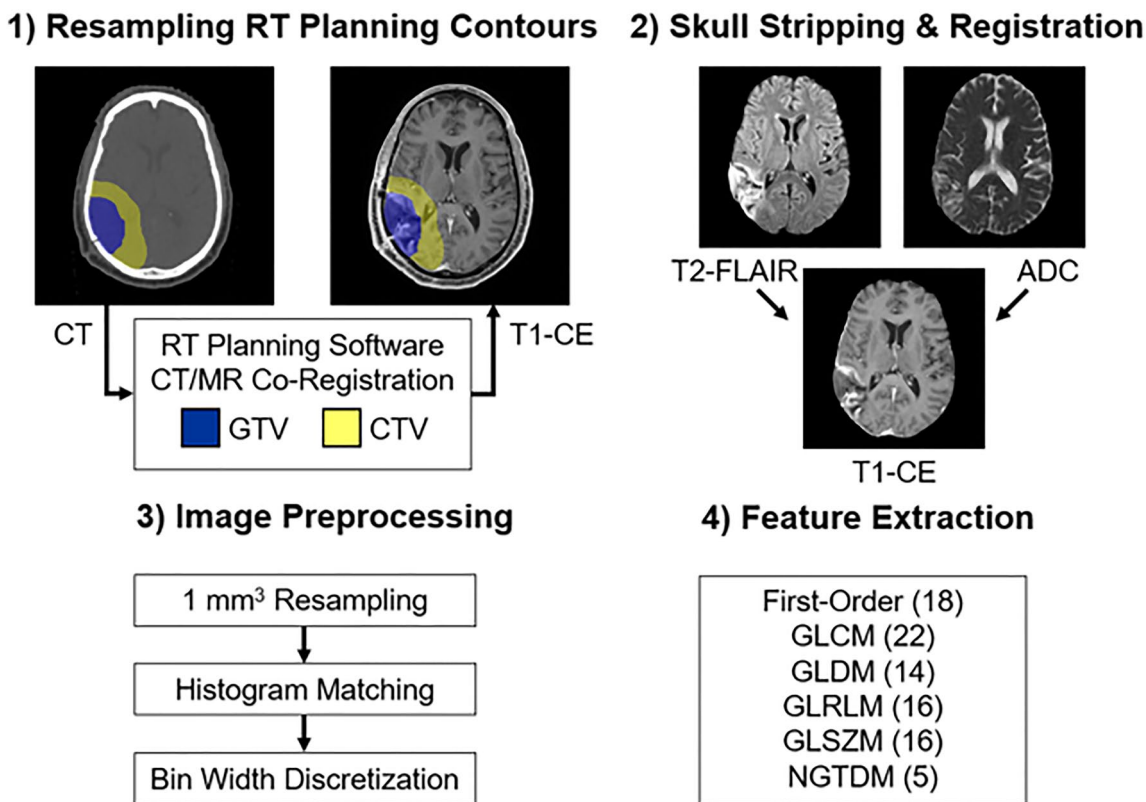 1) Resampling RT Planning Contours
CT
T1-CE
RT Planning Software
CT/MR Co-Registration
GTV
CTV
2) Skull Stripping & Registration
T2-FLAIR
ADC
T1-CE
3) Image Preprocessing
1 mm³ Resampling
Histogram Matching
Bin Width Discretization
4) Feature Extraction
First-Order (18)
GLCM (22)
GLDM (14)
GLRLM (16)
GLSZM (16)
NGTDM (5)